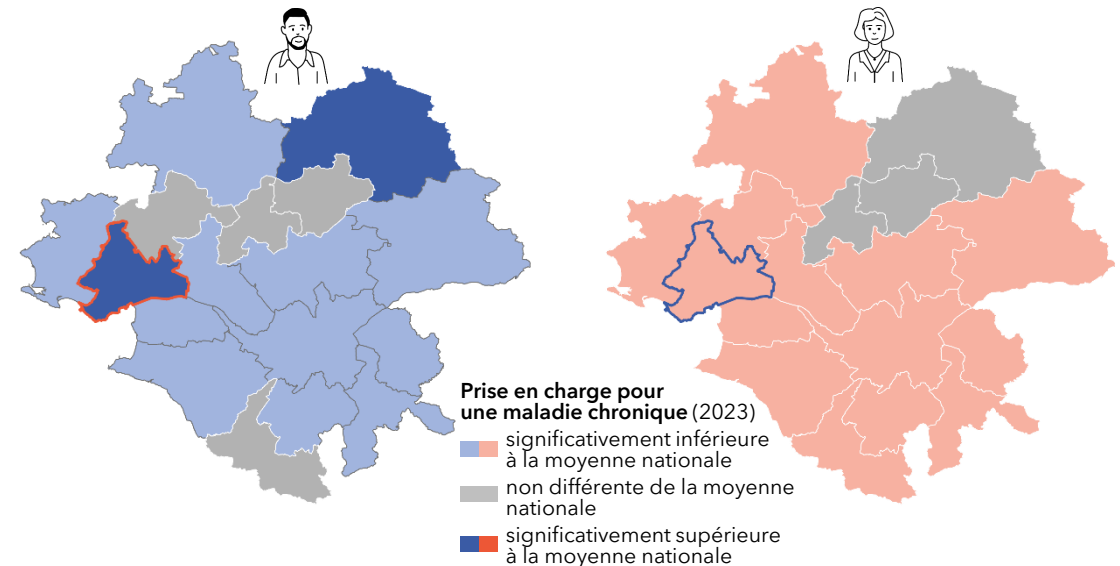 Prise en charge pour
une maladie chronique (2023)
significativement inférieure
à la moyenne nationale
non différente de la moyenne
nationale
significativement supérieure
à la moyenne nationale